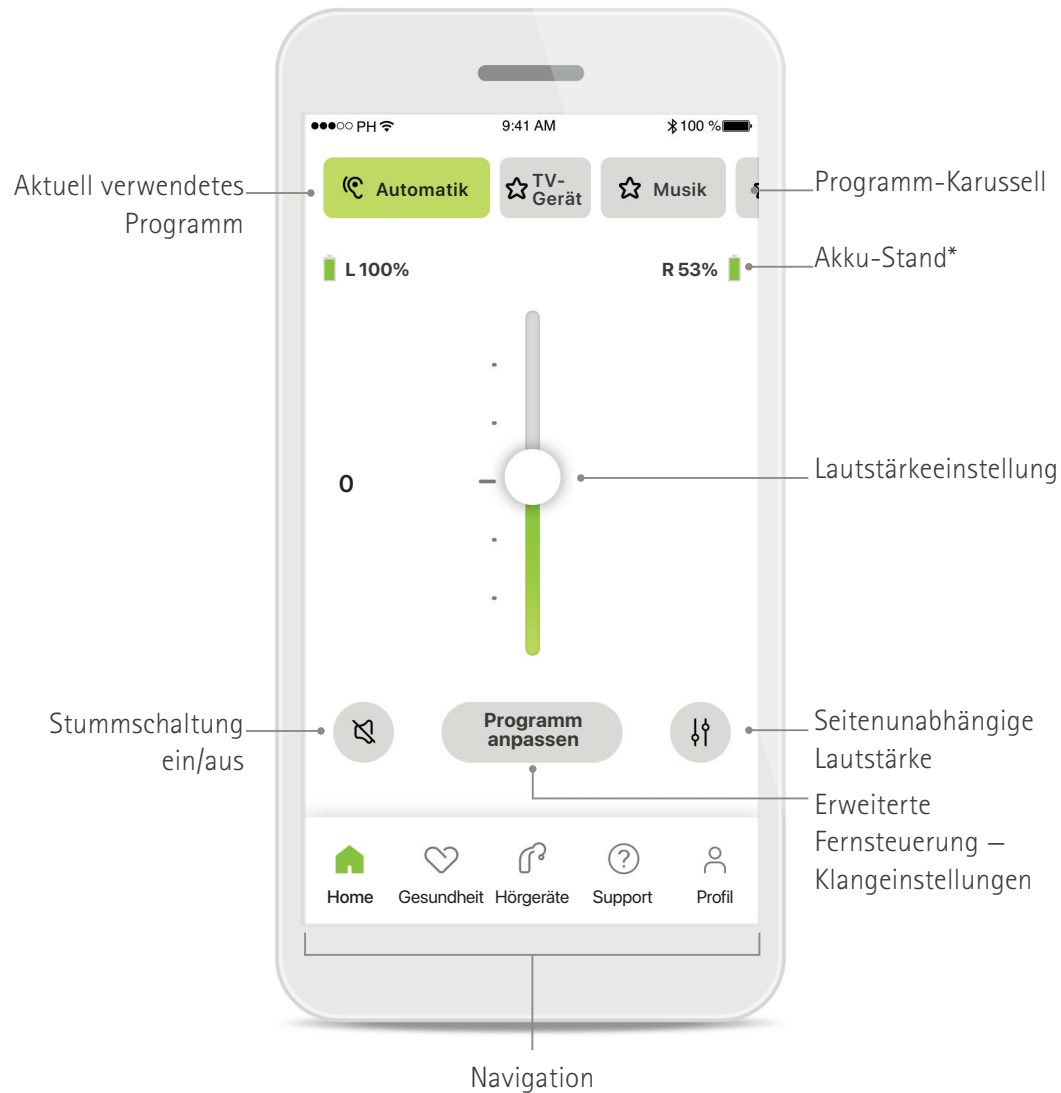 PH 9:41 AM 100 %
Aktuell verwendetes
Programm
Automatik
TV-
Gerät
Musik
Programm-Karussell
L 100%
R 53%
Akku-Stand*
0
Lautstärkeeinstellung
Stummschaltung
ein/aus
Programm
anpassen
Seitenunabhängige
Lautstärke
Erweiterte
Fernsteuerung –
Klangeinstellungen
Home Gesundheit Hörgeräte Support Profil
Navigation